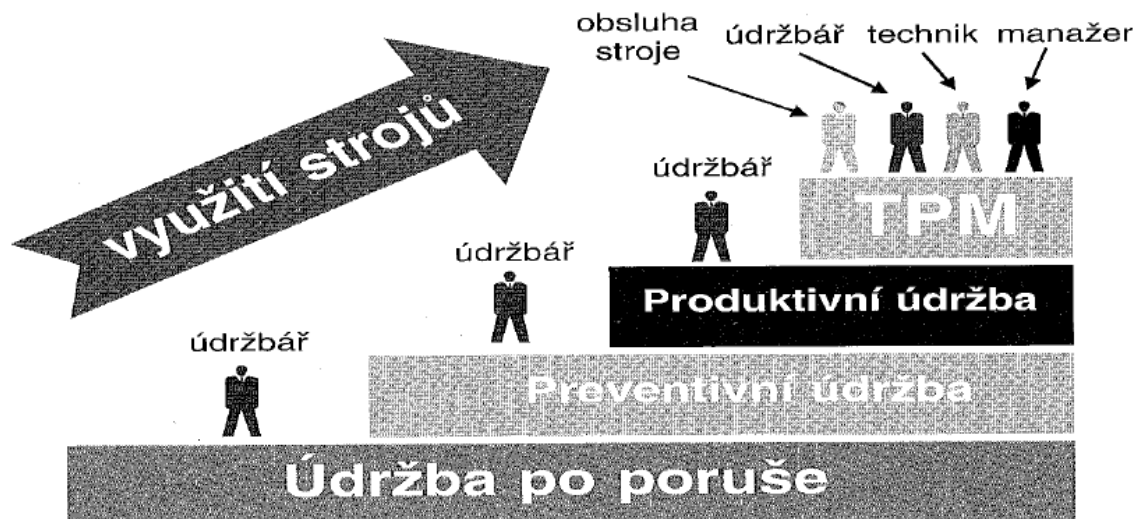 obsluha
stroje
údržbář
technik
manažer
využití strojů
údržbář
TPM
údržbář
Produktivní údržba
údržbář
Preventivní údržba
Údržba po poruše